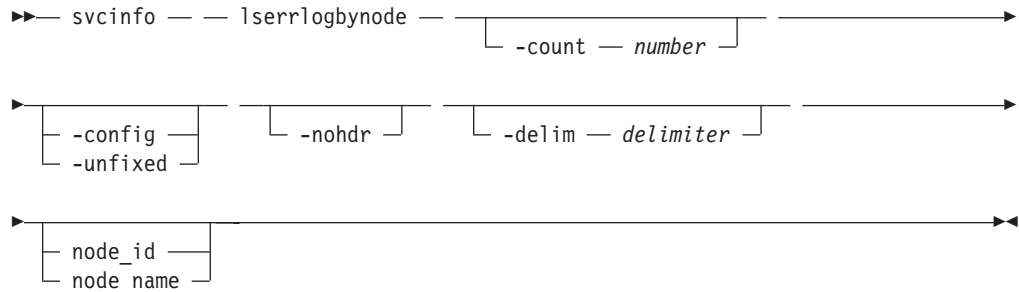 svcinfo lserrlogbynode
-count number
-config -nohdr -delim delimiter
-unfixed
node_id
node name